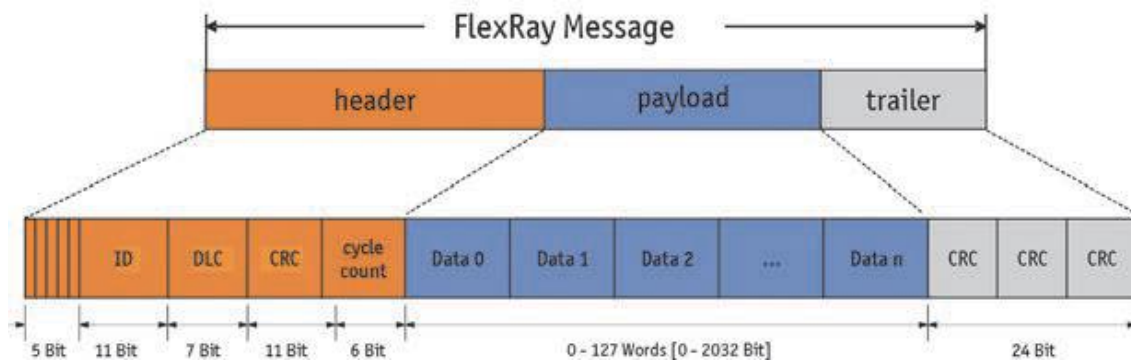 FlexRay Message
header payload trailer
ID DLC CRC cycle count Data 0 Data 1 Data 2 ... Data n CRC CRC CRC
5 Bit 11 Bit 7 Bit 11 Bit 6 Bit 0 - 127 Words [0 - 2032 Bit] 24 Bit